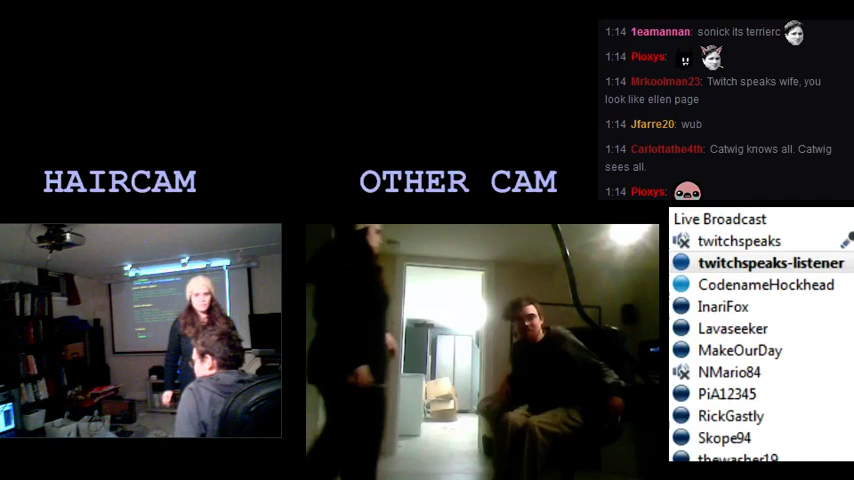 1:14 1eamannan: sonick its terrierc
1:14 Pioxys:
1:14 Mrkoolman23: Twitch speaks wife, you
look like ellen page
1:14 Jfarre20: wub
1:14 Carlottathe4th: Catwig knows all. Catwig
sees all.
1:14 Pioxys:
HAIRCAM
OTHER CAM
Live Broadcast
twitchspeaks
twitchspeaks-listener
CodenameHockhead
InariFox
Lavaseeker
MakeOurDay
NMario84
PiA12345
RickGastly
Skope94
thewasher19